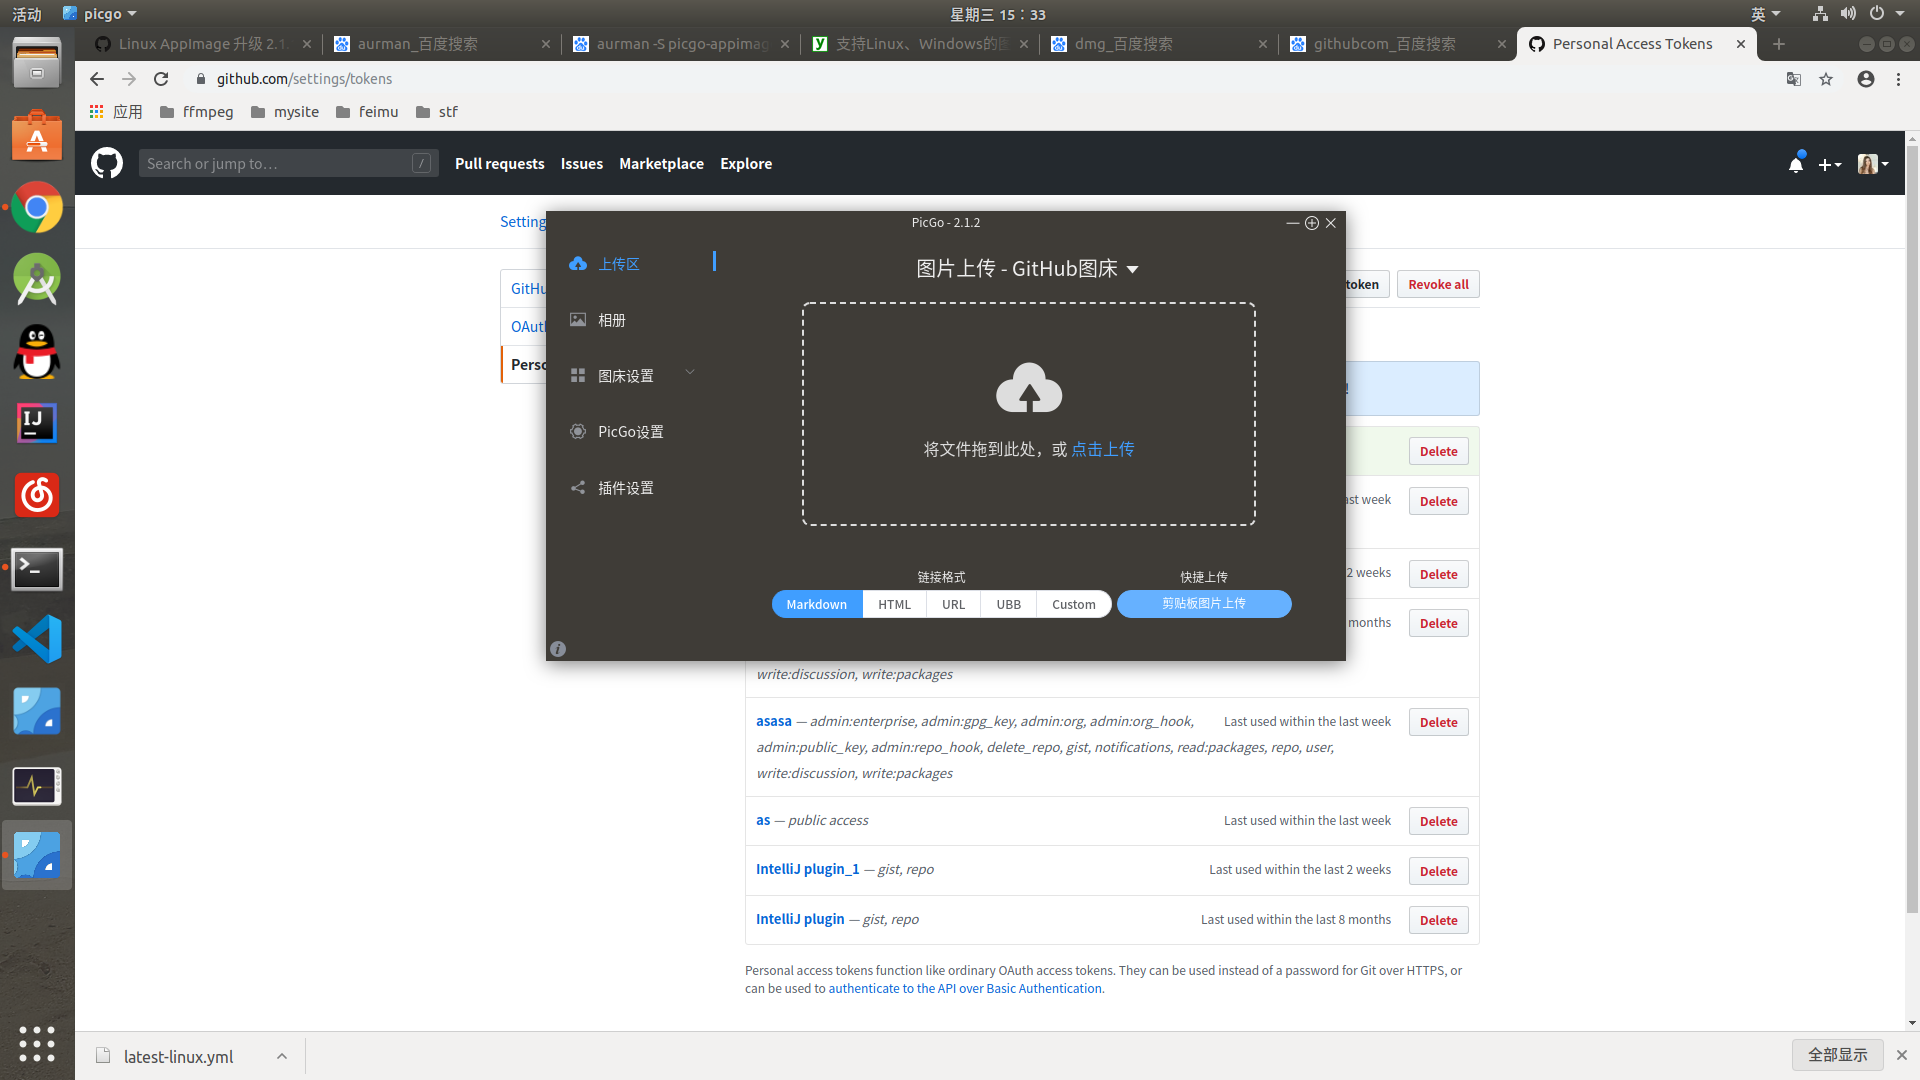 活动
picgo
星期三 15：33
英
Linux AppImage 升级 2.1.
aurman_百度搜索
aurman -S picgo-appimag
支持Linux、Windows的图
dmg_百度搜索
githubcom_百度搜索
Personal Access Tokens
github.com/settings/tokens
应用
ffmpeg
mysite
feimu
stf
Search or jump to…
/
Pull requests
Issues
Marketplace
Explore
Setting
PicGo - 2.1.2
上传区
相册
图床设置
PicGo设置
插件设置
图片上传 - GitHub图床
将文件拖到此处，或 点击上传
链接格式
快捷上传
Markdown
HTML
URL
UBB
Custom
剪贴板图片上传
i
GitHu
OAuth
Perso
token
Revoke all
!
Delete
ast week
Delete
2 weeks
Delete
months
Delete
write:discussion, write:packages
asasa — admin:enterprise, admin:gpg_key, admin:org, admin:org_hook,
admin:public_key, admin:repo_hook, delete_repo, gist, notifications, read:packages, repo, user,
write:discussion, write:packages
Last used within the last week
Delete
as — public access
Last used within the last week
Delete
IntelliJ plugin_1 — gist, repo
Last used within the last 2 weeks
Delete
IntelliJ plugin — gist, repo
Last used within the last 8 months
Delete
Personal access tokens function like ordinary OAuth access tokens. They can be used instead of a password for Git over HTTPS, or
can be used to authenticate to the API over Basic Authentication.
latest-linux.yml
全部显示